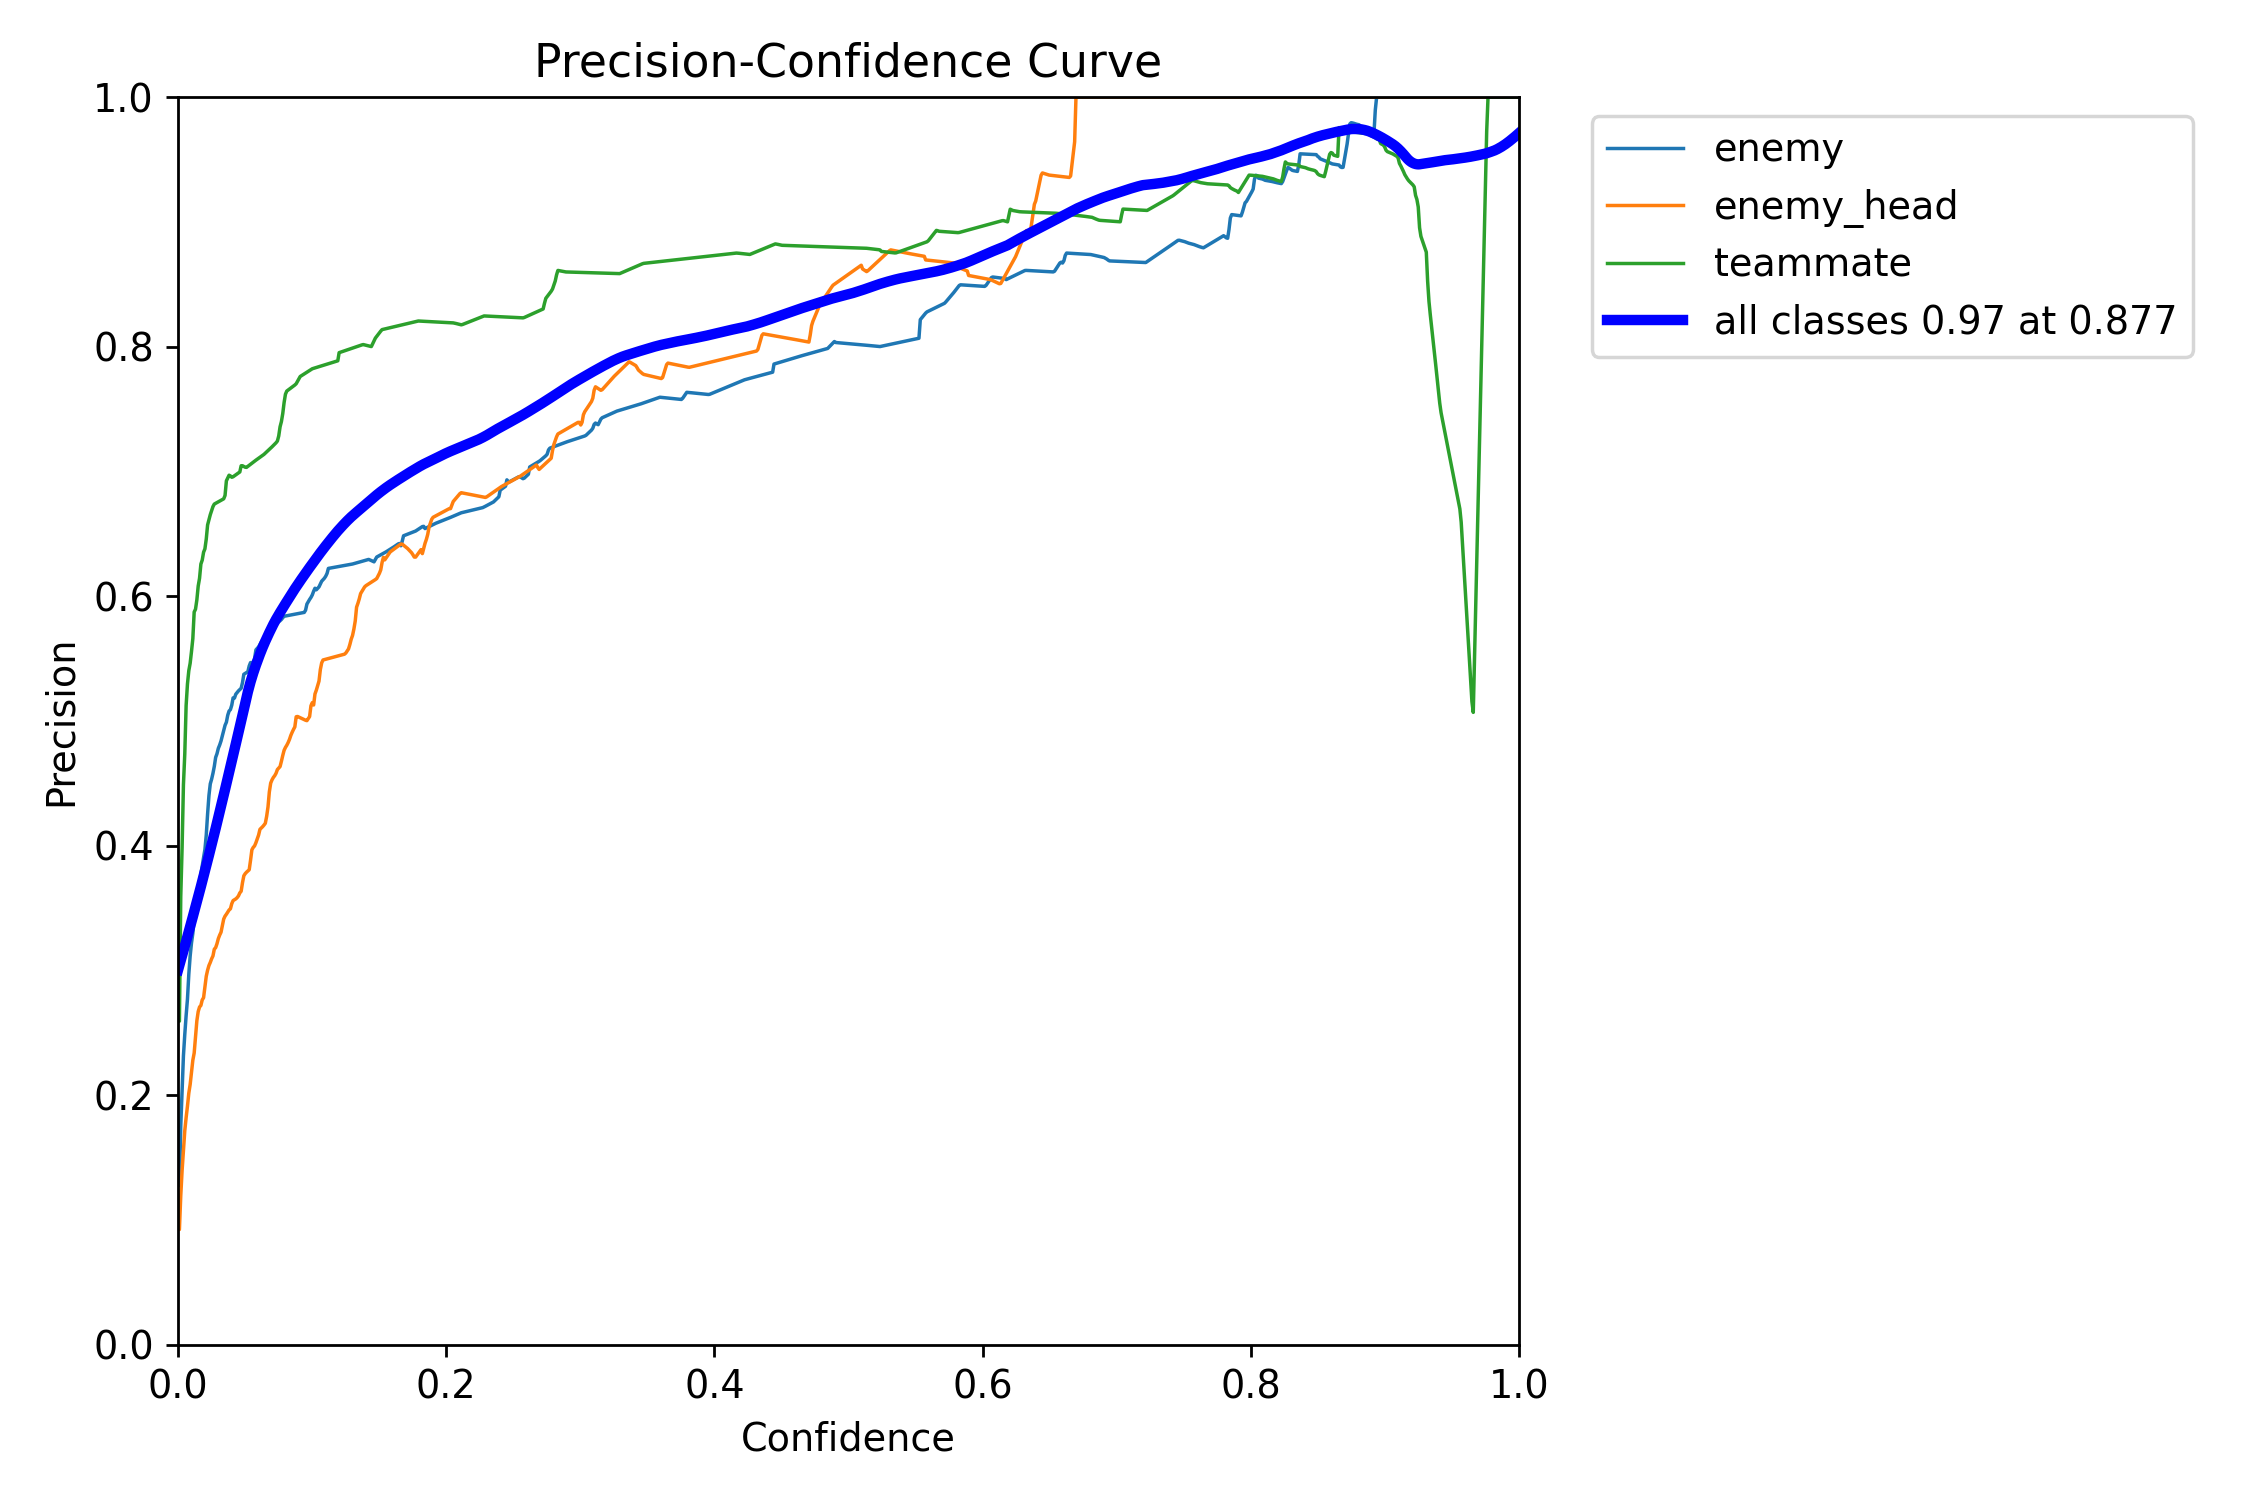 Precision-Confidence Curve
1.0
0.8
0.6
0.4
0.2
0.0
Precision
0.0 0.2 0.4 0.6 0.8 1.0
Confidence
enemy
enemy_head
teammate
all classes 0.97 at 0.877